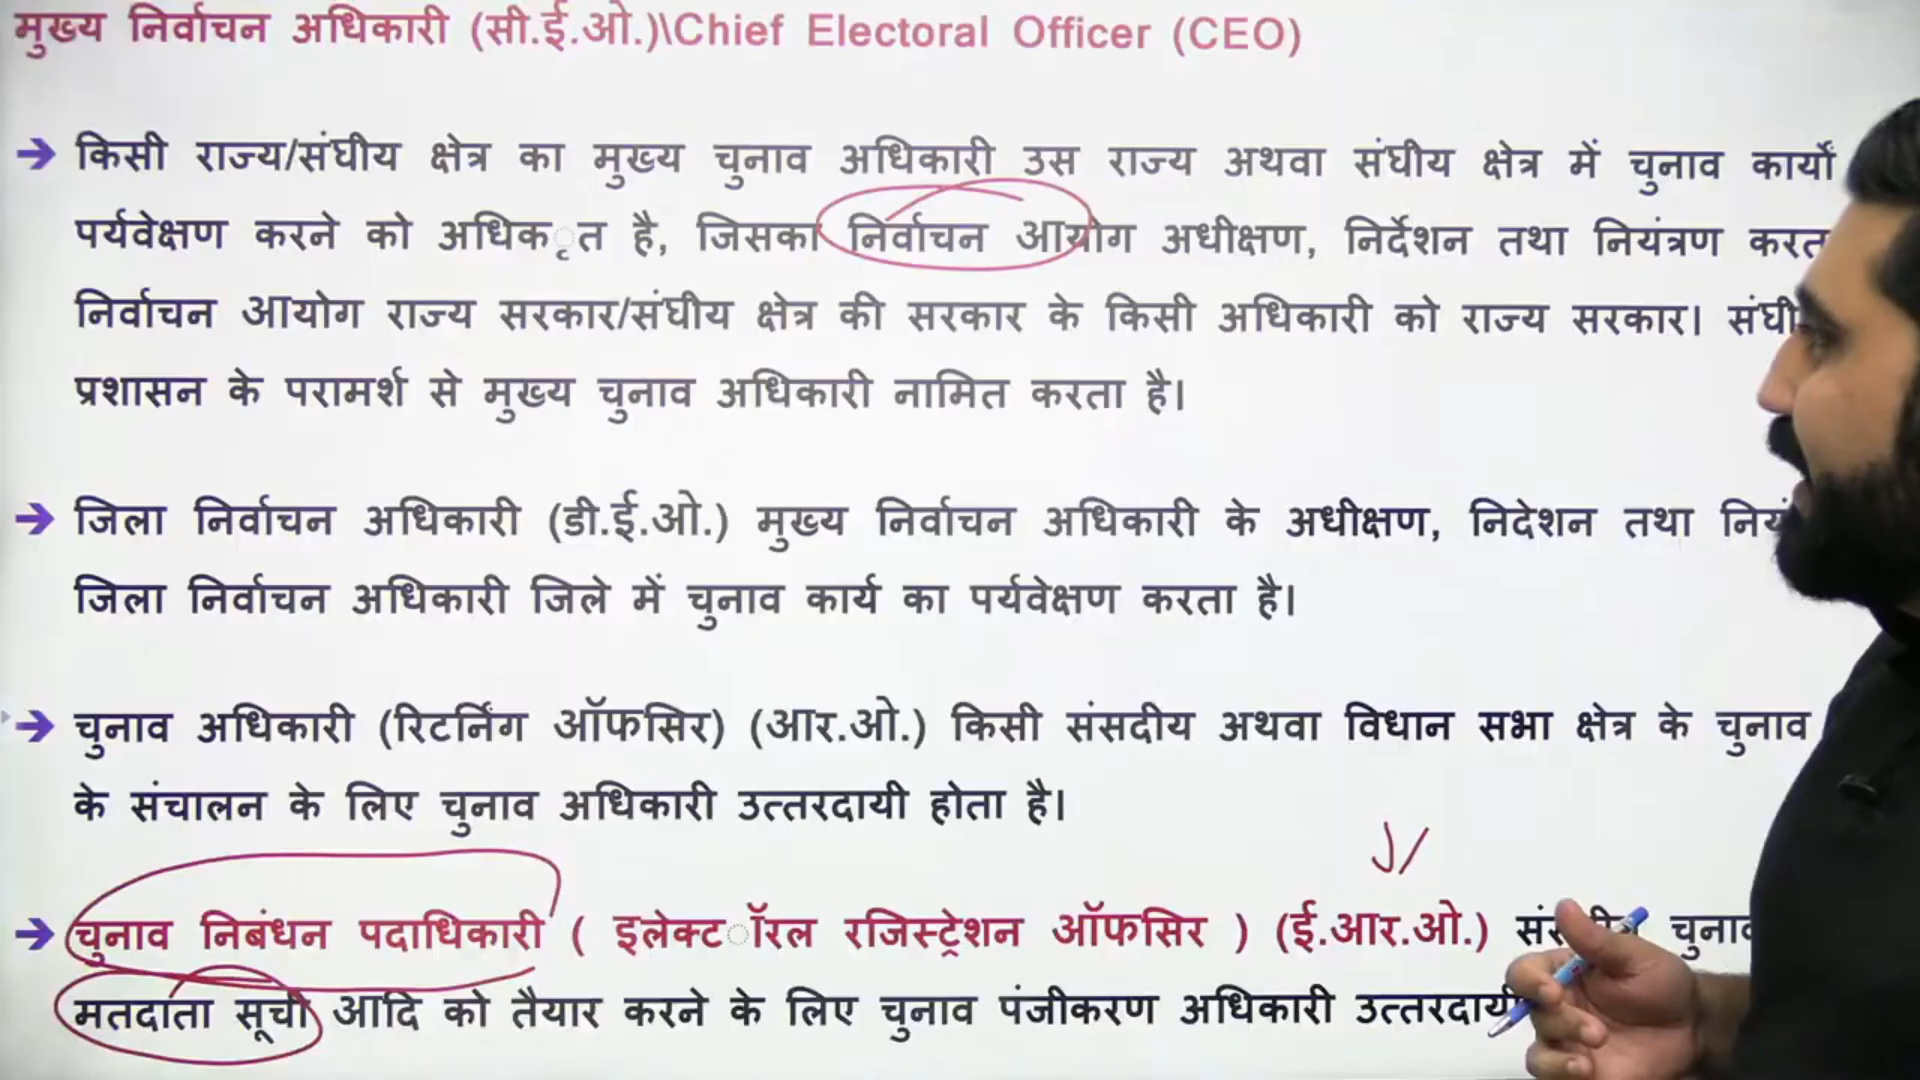 मुख्य निर्वाचन अधिकारी (सी.ई.ओ.)\Chief Electoral Officer (CEO)
➔ किसी राज्य/संघीय क्षेत्र का मुख्य चुनाव अधिकारी उस राज्य अथवा संघीय क्षेत्र में चुनाव कार्यों
पर्यवेक्षण करने को अधिक◌ृत है, जिसका निर्वाचन आयोग अधीक्षण, निर्देशन तथा नियंत्रण
निर्वाचन आयोग राज्य सरकार/संघीय क्षेत्र की सरकार के किसी अधिकारी को राज्य सरकार।
प्रशासन के परामर्श से मुख्य चुनाव अधिकारी नामित करता है।
➔ जिला निर्वाचन अधिकारी (डी.ई.ओ.) मुख्य निर्वाचन अधिकारी के अधीक्षण, निदेशन तथा
जिला निर्वाचन अधिकारी जिले में चुनाव कार्य का पर्यवेक्षण करता है।
➔ चुनाव अधिकारी (रिटर्निंग ऑफसिर) (आर.ओ.) किसी संसदीय अथवा विधान सभा क्षेत्र के चुनाव
के संचालन के लिए चुनाव अधिकारी उत्तरदायी होता है।
➔ चुनाव निबंधन पदाधिकारी ( इलेक्ट◌ॉरल रजिस्ट्रेशन ऑफसिर ) (ई.आर.ओ.) चुनाव
मतदाता सूची आदि को तैयार करने के लिए चुनाव पंजीकरण अधिकारी उत्तरदायी